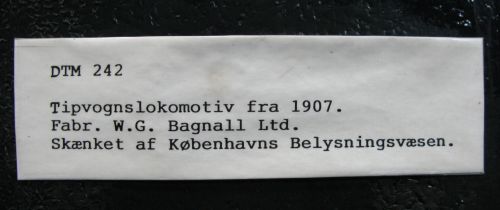 DTM 242
Tipvognslokomotiv fra 1907.
Fabr. W.G. Bagnall Ltd.
Skænket af Københavns Belysningsvæsen.